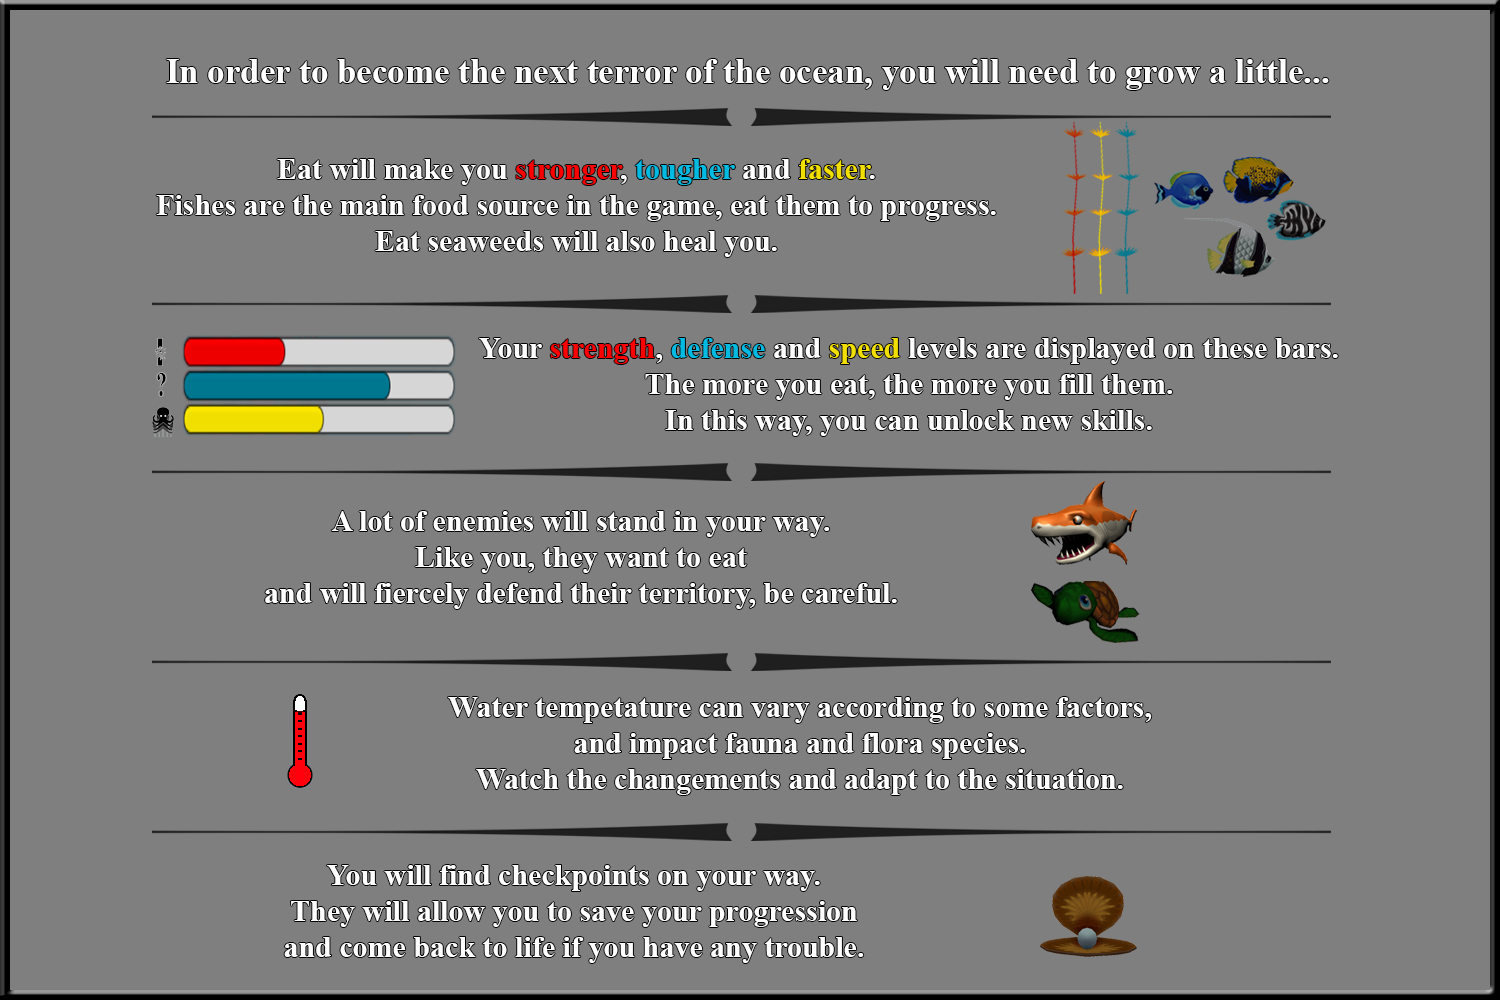 In order to become the next terror of the ocean, you will need to grow a little...
Eat will make you stronger, tougher and faster.
Fishes are the main food source in the game, eat them to progress.
Eat seaweeds will also heal you.
?
Your strength, defense and speed levels are displayed on these bars.
The more you eat, the more you fill them.
In this way, you can unlock new skills.
A lot of enemies will stand in your way.
Like you, they want to eat
and will fiercely defend their territory, be careful.
Water tempetature can vary according to some factors,
and impact fauna and flora species.
Watch the changements and adapt to the situation.
You will find checkpoints on your way.
They will allow you to save your progression
and come back to life if you have any trouble.